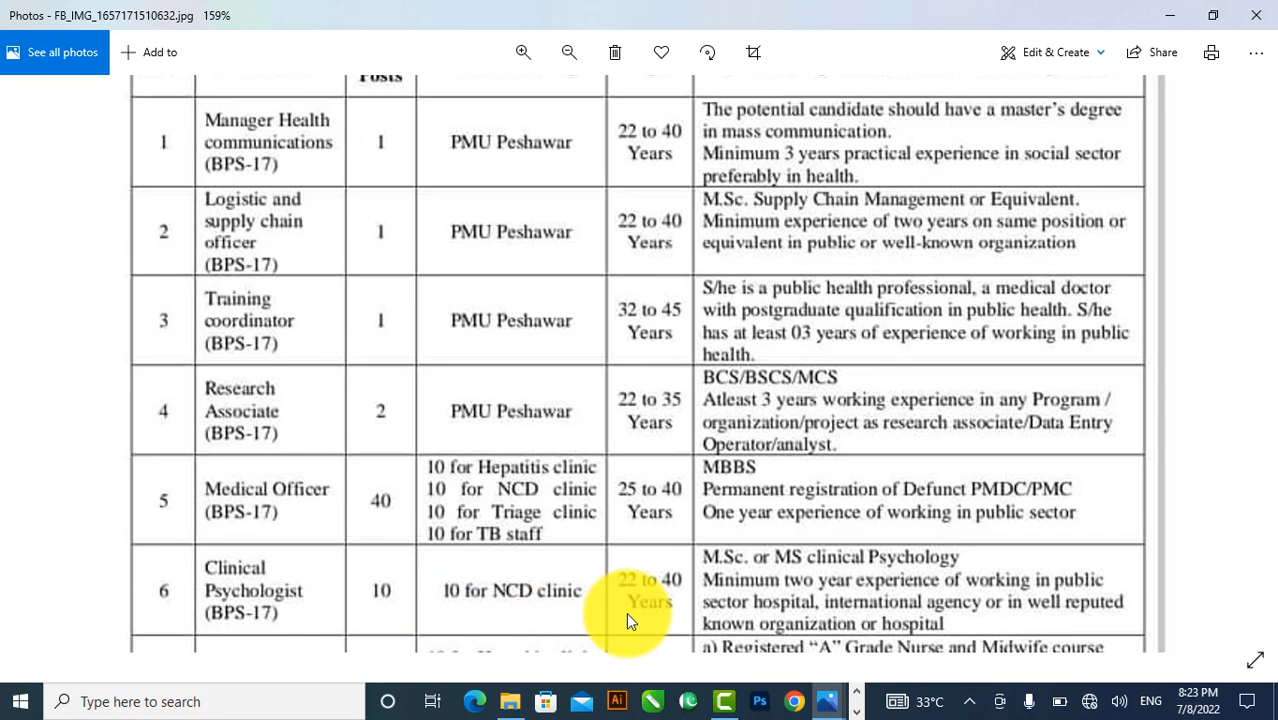 Photos - FB_IMG_1657171510632.jpg 159%
See all photos
Add to
Edit & Create
Share
Posts
1
Manager Health
communications
(BPS-17)
1
PMU Peshawar
22 to 40
Years
The potential candidate should have a master's degree
in mass communication.
Minimum 3 years practical experience in social sector
preferably in health.
2
Logistic and
supply chain
officer
(BPS-17)
1
PMU Peshawar
22 to 40
Years
M.Sc. Supply Chain Management or Equivalent.
Minimum experience of two years on same position or
equivalent in public or well-known organization
3
Training
coordinator
(BPS-17)
1
PMU Peshawar
32 to 45
Years
S/he is a public health professional, a medical doctor
with postgraduate qualification in public health. S/he
has at least 03 years of experience of working in public
health.
4
Research
Associate
(BPS-17)
2
PMU Peshawar
22 to 35
Years
BCS/BSCS/MCS
Atleast 3 years working experience in any Program /
organization/project as research associate/Data Entry
Operator/analyst.
5
Medical Officer
(BPS-17)
40
10 for Hepatitis clinic
10 for NCD clinic
10 for Triage clinic
10 for TB staff
25 to 40
Years
MBBS
Permanent registration of Defunct PMDC/PMC
One year experience of working in public sector
6
Clinical
Psychologist
(BPS-17)
10
10 for NCD clinic
22 to 40
Years
M.Sc. or MS clinical Psychology
Minimum two year experience of working in public
sector hospital, international agency or in well reputed
known organization or hospital
a) Registered "A" Grade Nurse and Midwife course
Type here to search
Ai
Ps
33°C
ENG
8:23 PM
7/8/2022